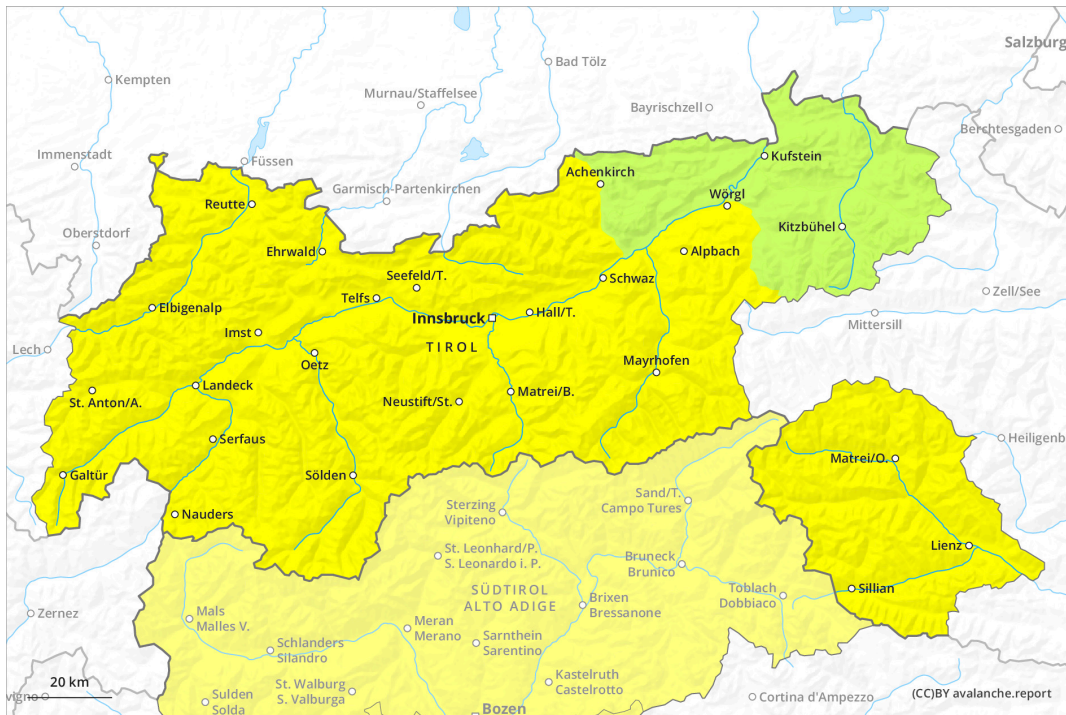 Salzburg
Bad Tölz
Kempten
Murnau/Staffelsee
Bayrischzell
Berchtesgaden
Immenstadt
Füssen
Kufstein
Achenkirch
Garmisch-Partenkirchen
Reutte
Wörgl
Oberstdorf
Kitzbühel
Ehrwald
Alpbach
Seefeld/T.
Schwaz
Zell/See
Telfs
Elbigenalp
Innsbruck
Hall/T.
Mittersill
Imst
TIROL
Lech
Oetz
Mayrhofen
Landeck
Matrei/B.
St. Anton/A.
Neustift/St.
Serfaus
Heiligenb
Matrei/O.
Galtür
Sölden
Sand/T.
Campo Tures
Sterzing
Vipiteno
Nauders
Lienz
St. Leonhard/P.
S. Leonardo i. P.
Bruneck
Brunico
SÜDTIROL
ALTO ADIGE
Toblach
Dobbiaco
Sillian
Brixen
Bressanone
Zernez
Mals
Malles V.
Meran
Merano
Sarnthein
Sarentino
Schlanders
Silandro
Kastelruth
Castelrotto
20 km
St. Walburg
S. Valburga
vigno
Sulden
Solda
Cortina d'Ampezzo
(CC)BY avalanche.report
Bozen